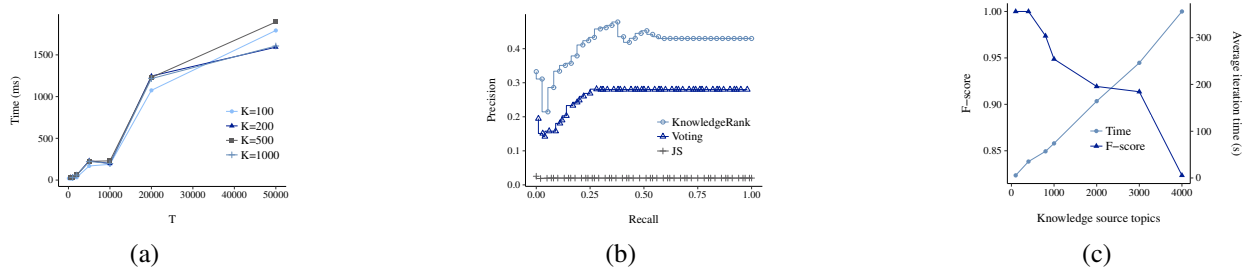 Time (ms)
1500
1000
500
0
K=100
K=200
K=500
K=1000
0
10000
20000
30000
40000
50000
T
(a)
Precision
0.4
0.3
0.2
0.1
0.0
KnowledgeRank
Voting
JS
0.00
0.25
0.50
0.75
1.00
Recall
(b)
F−score
1.00
0.95
0.90
0.85
Time
F−score
300
200
100
0
Average iteration time (s)
0
1000
2000
3000
4000
Knowledge source topics
(c)